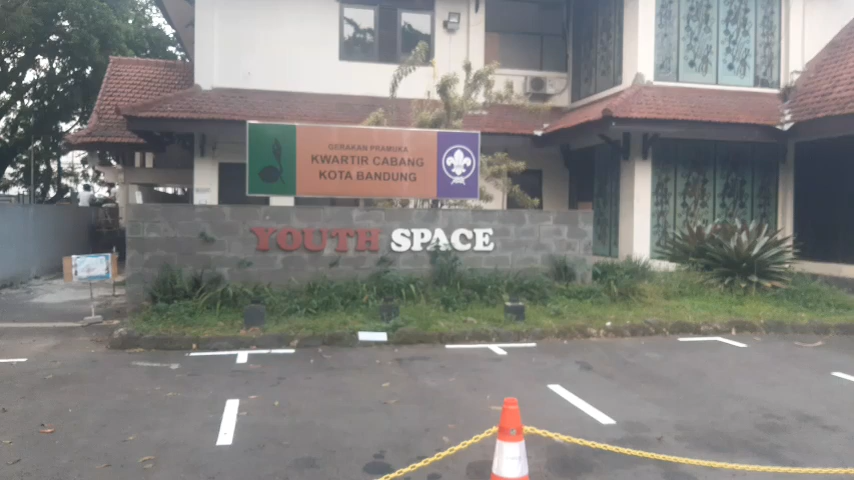 GERAKAN PRAMUKA
KWARTIR CABANG
KOTA BANDUNG
YOUTH SPACE